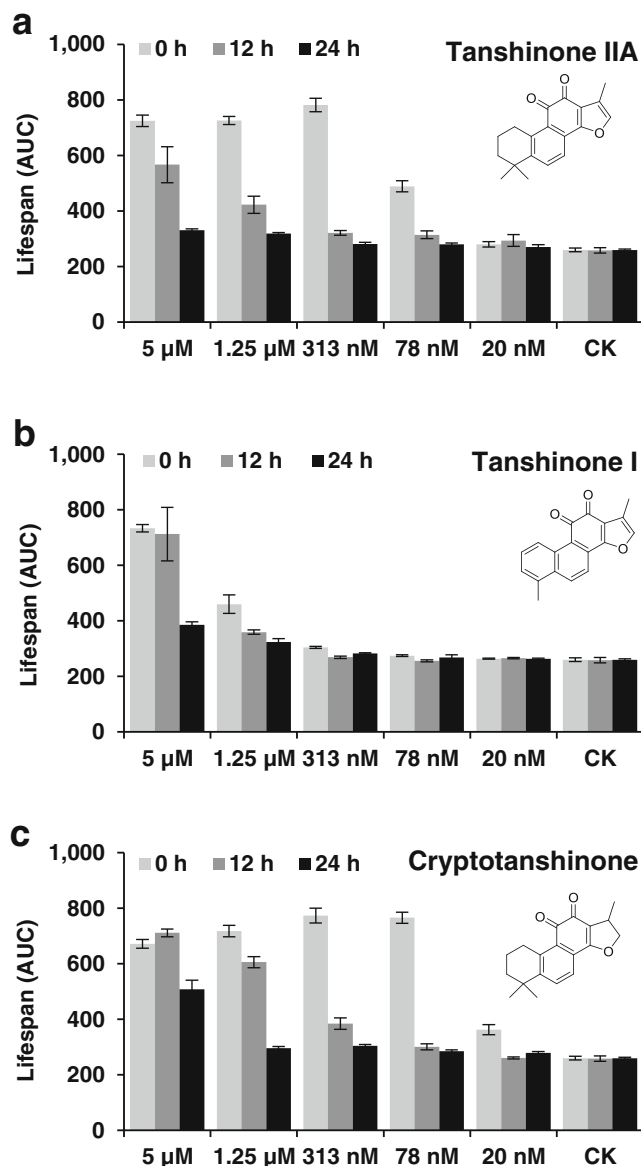 a
1,000
800
600
400
200
0
Lifespan (AUC)
0 h 12 h 24 h
Tanshinone IIA
O
O
O
5 µM 1.25 µM 313 nM 78 nM 20 nM CK
b
1,000
800
600
400
200
0
Lifespan (AUC)
0 h 12 h 24 h
Tanshinone I
O
O
O
5 µM 1.25 µM 313 nM 78 nM 20 nM CK
c
1,000
800
600
400
200
0
Lifespan (AUC)
0 h 12 h 24 h
Cryptotanshinone
O
O
O
5 µM 1.25 µM 313 nM 78 nM 20 nM CK